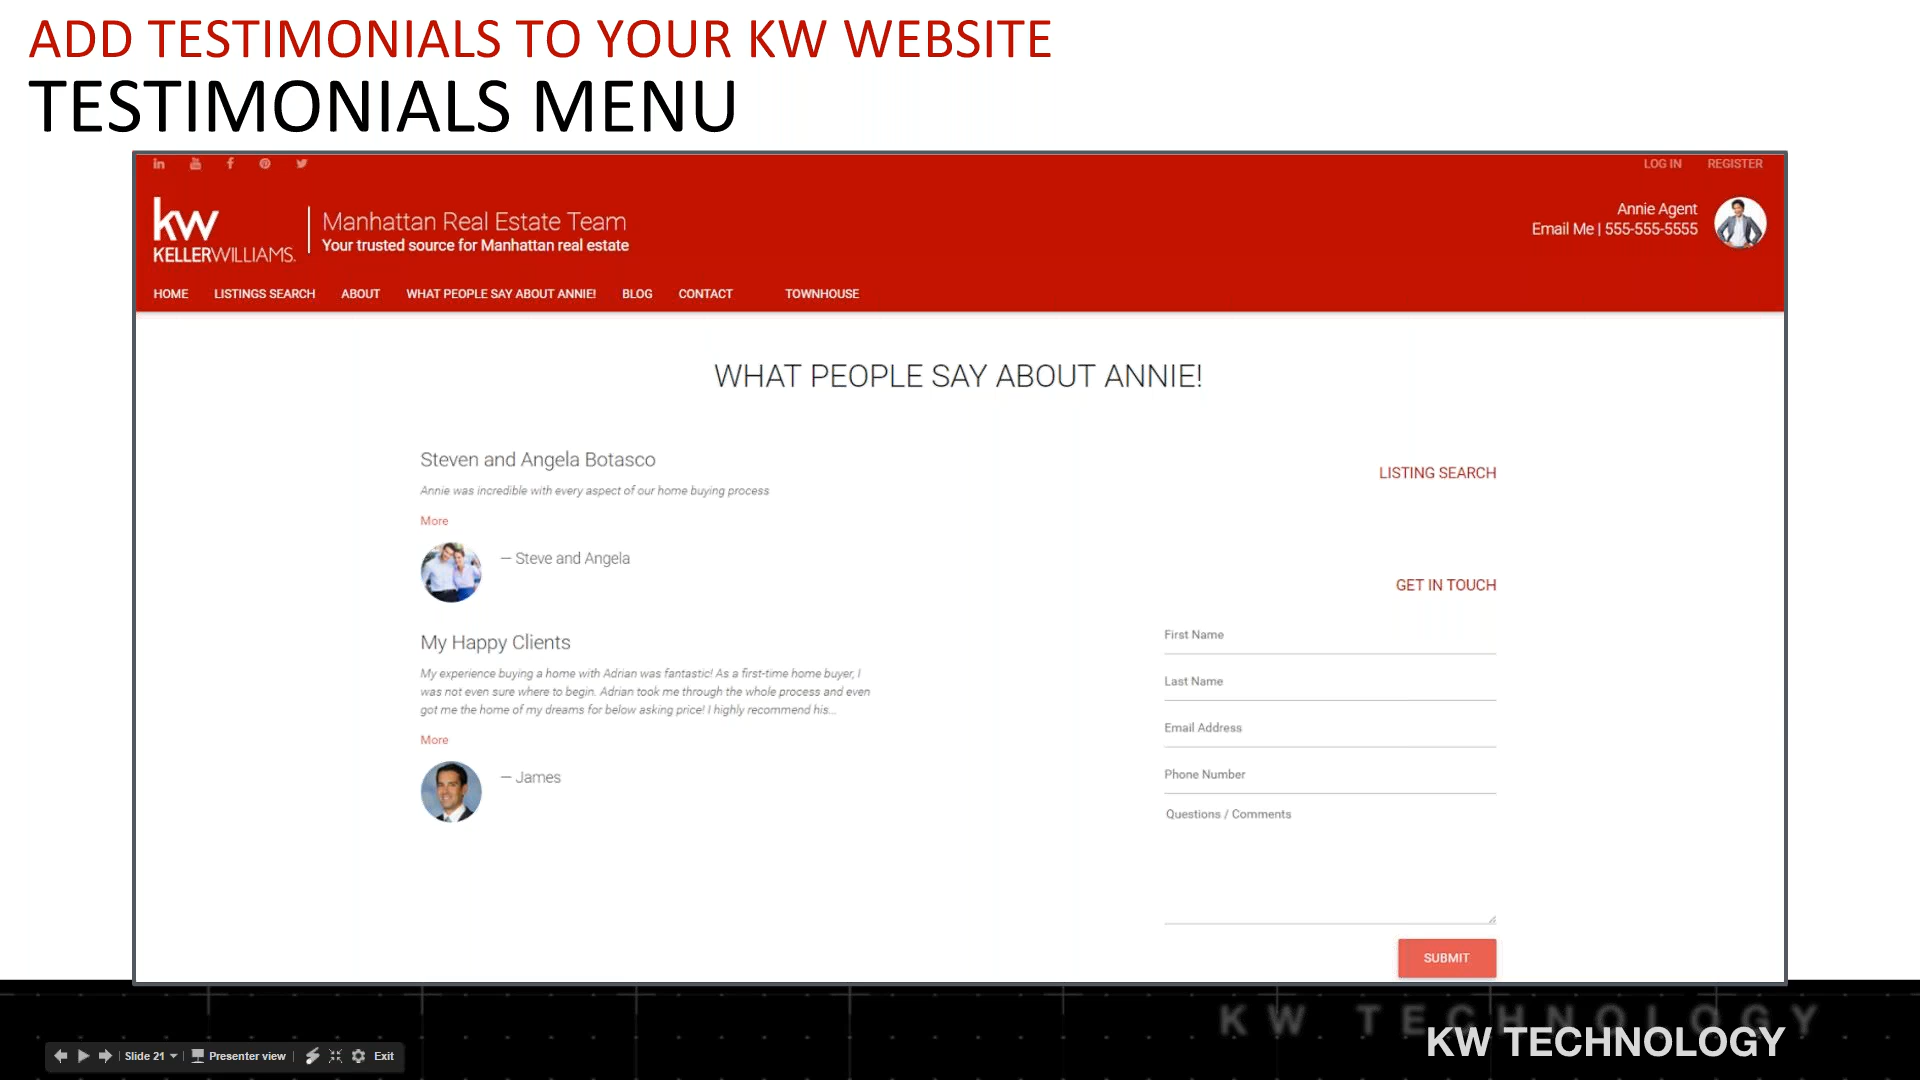 ADD TESTIMONIALS TO YOUR KW WEBSITE
TESTIMONIALS MENU
LOG IN REGISTER
kw
KELLERWILLIAMS.
Manhattan Real Estate Team
Your trusted source for Manhattan real estate
Annie Agent
Email Me | 555-555-5555
HOME LISTINGS SEARCH ABOUT WHAT PEOPLE SAY ABOUT ANNIE! BLOG CONTACT TOWNHOUSE
WHAT PEOPLE SAY ABOUT ANNIE!
Steven and Angela Botasco
Annie was incredible with every aspect of our home buying process
More
— Steve and Angela
My Happy Clients
My experience buying a home with Adrian was fantastic! As a first-time home buyer, I
was not even sure where to begin. Adrian took me through the whole process and even
got me the home of my dreams for below asking price! I highly recommend his...
More
— James
LISTING SEARCH
GET IN TOUCH
First Name
Last Name
Email Address
Phone Number
Questions / Comments
SUBMIT
KW TECHNOLOGY
KW TECHNOLOGY
Slide 21 Presenter view Exit